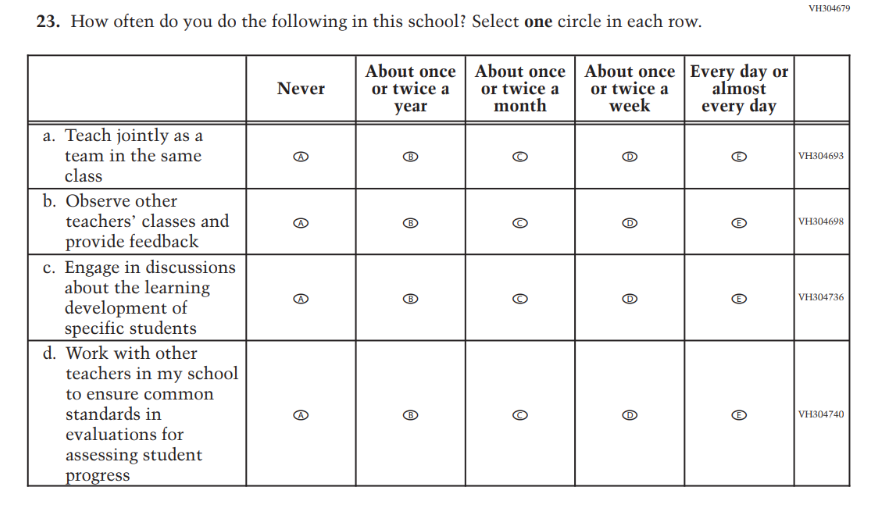 VH304679
23. How often do you do the following in this school? Select one circle in each row.
Never
About once
or twice a
year
About once
or twice a
month
About once
or twice a
week
Every day or
almost
every day
a. Teach jointly as a
team in the same
class
A B C D E VH304693
b. Observe other
teachers’ classes and
provide feedback
A B C D E VH304698
c. Engage in discussions
about the learning
development of
specific students
A B C D E VH304736
d. Work with other
teachers in my school
to ensure common
standards in
evaluations for
assessing student
progress
A B C D E VH304740